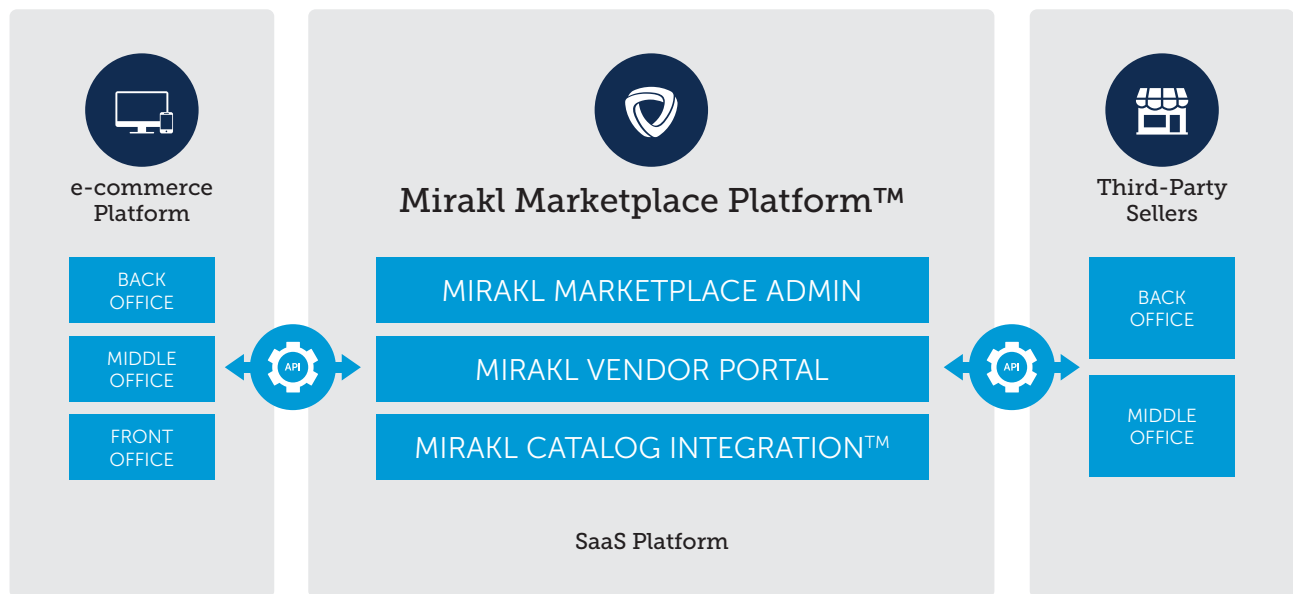 e-commerce
Platform
BACK
OFFICE
MIDDLE
OFFICE
FRONT
OFFICE
API
Mirakl Marketplace Platform™
MIRAKL MARKETPLACE ADMIN
MIRAKL VENDOR PORTAL
MIRAKL CATALOG INTEGRATION™
SaaS Platform
API
Third-Party
Sellers
BACK
OFFICE
MIDDLE
OFFICE